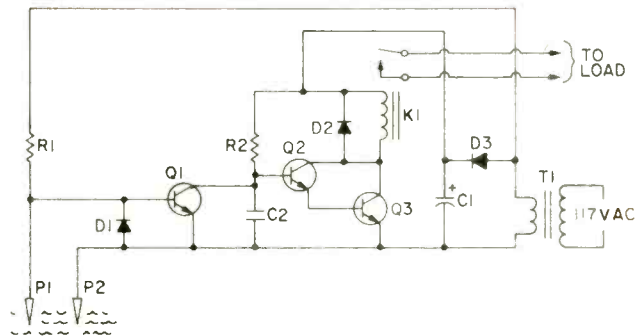 TO
LOAD
K1
D2
D3
R1
R2
Q1
Q2
T1
Q3
C1
+
C2
D1
117VAC
P1
P2